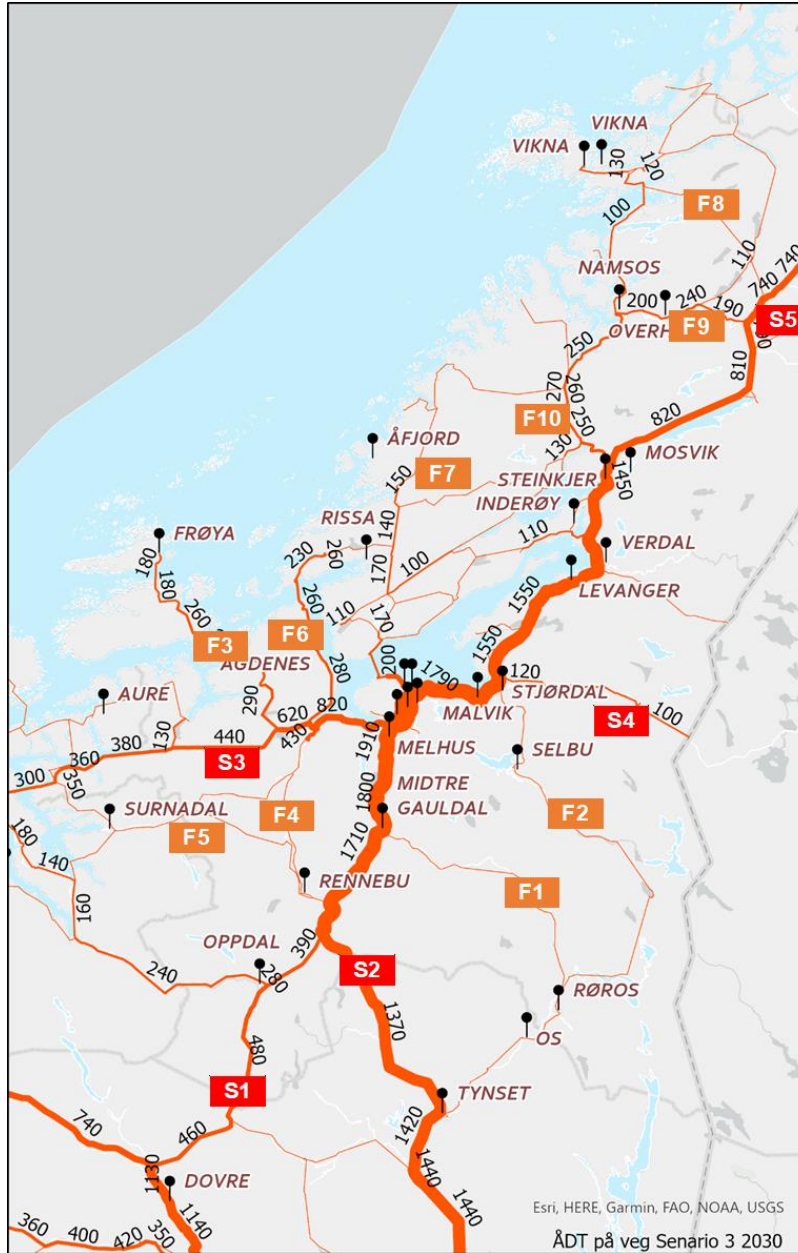 VIKNA
VIKNA
130
120
100
F8
110
740
740
NAMSOS
200
240
190
S5
OVERH
F9
250
810
270
260
250
F10
130
820
ÅFJORD
F7
150
STEINKJER
MOSVIK
1450
INDERØY
FRØYA
RISSA
140
110
VERDAL
180
230
260
170
100
LEVANGER
180
260
260
110
1550
F3
F6
170
AGDENES
280
200
1790
1550
120
STJØRDAL
AURE
290
MALVIK
S4
100
620
820
430
1910
MELHUS
SELBU
130
440
380
360
300
S3
350
1800
MIDTRE
GAULDAL
SURNADAL
F4
F5
F2
180
140
1710
RENNEBU
F1
160
OPPDAL
390
240
280
S2
RØROS
1370
OS
480
S1
TYNSET
740
460
1420
1130
DOVRE
1440
1440
1140
360
400
420
350
Esri, HERE, Garmin, FAO, NOAA, USGS
ÅDT på veg Senario 3 2030